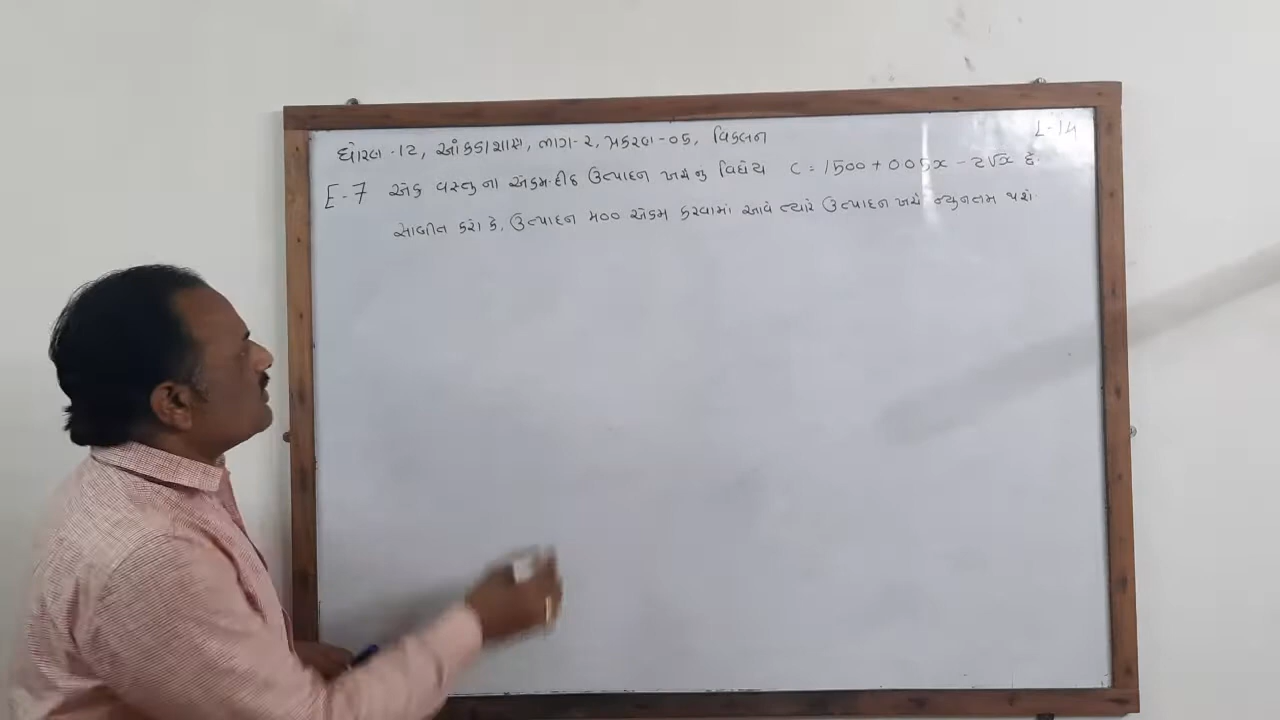 ધોરણ-12, આંકડાશાસ્ત્ર, ભાગ-2, પ્રકરણ-05, વિકલન
L-14
E-7 એક વસ્તુના એકમદીઠ ઉત્પાદન ખર્ચનું વિધેય C = 1500 + 0.05x - 2√x છે.
સાબીત કરો કે, ઉત્પાદન 400 એકમ કરવામાં આવે ત્યારે ઉત્પાદન ખર્ચ ન્યુનતમ થશે.